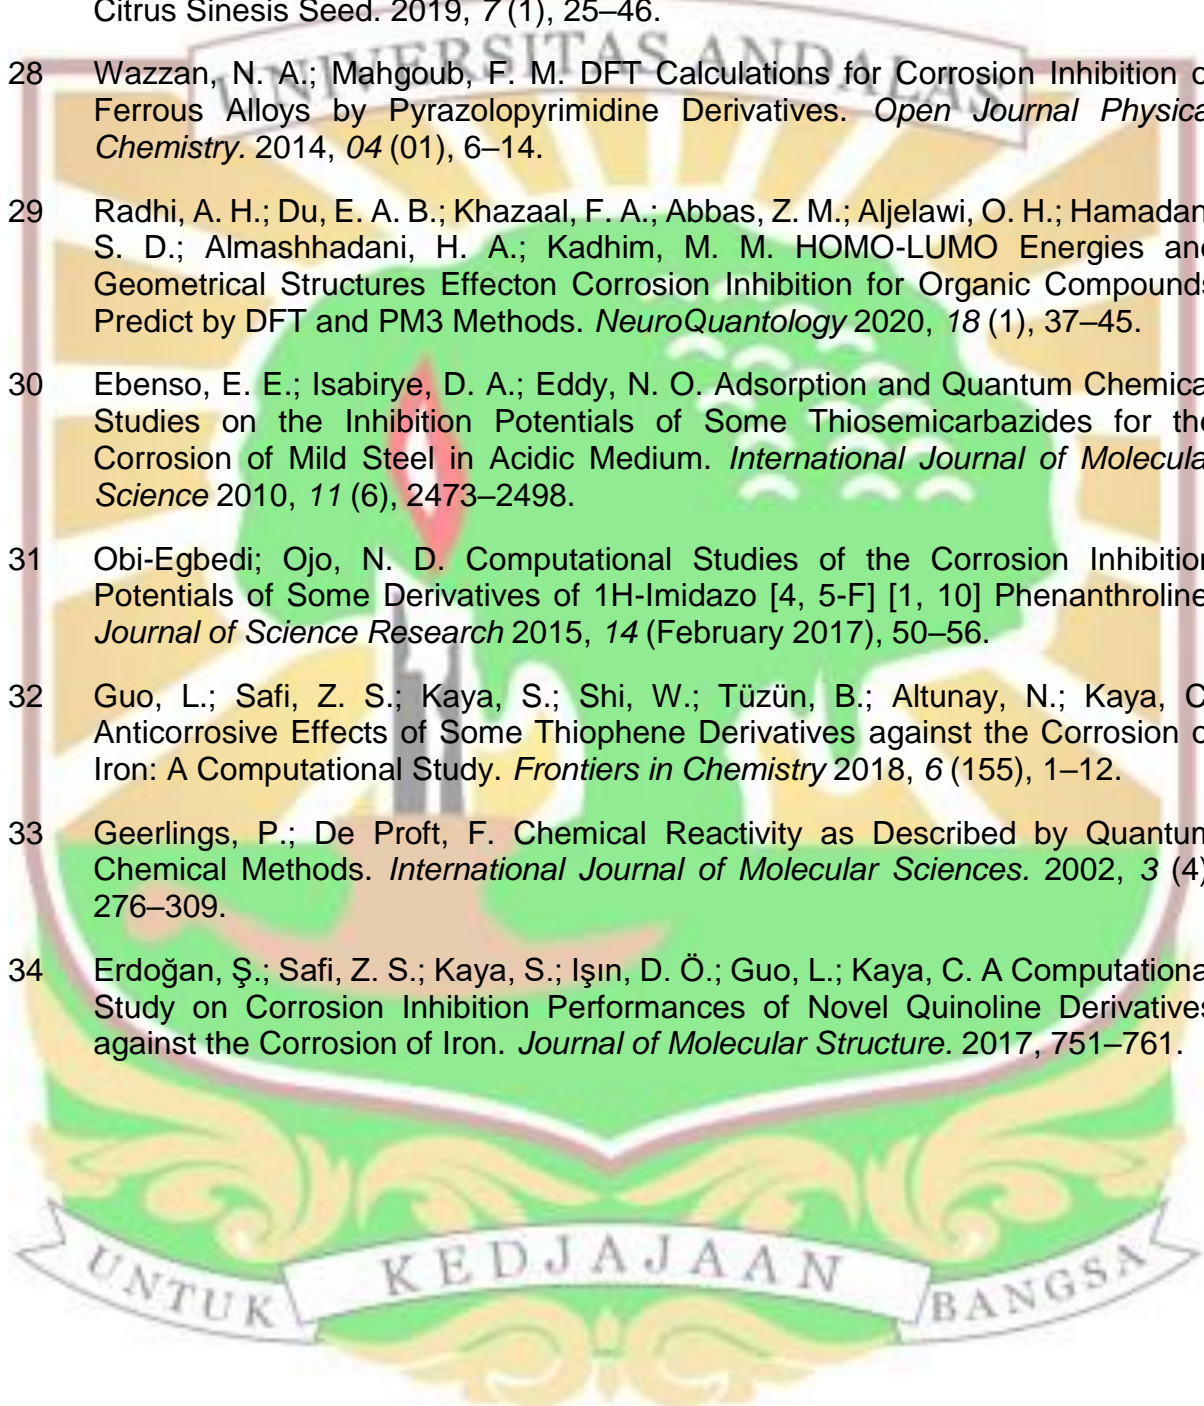 Citrus Sinesis Seed. 2019, 7 (1), 25–46.
UNIVERSITAS ANDALAS
28 Wazzan, N. A.; Mahgoub, F. M. DFT Calculations for Corrosion Inhibition o
Ferrous Alloys by Pyrazolopyrimidine Derivatives. Open Journal Physica
Chemistry. 2014, 04 (01), 6–14.
29 Radhi, A. H.; Du, E. A. B.; Khazaal, F. A.; Abbas, Z. M.; Aljelawi, O. H.; Hamadan
S. D.; Almashhadani, H. A.; Kadhim, M. M. HOMO-LUMO Energies and
Geometrical Structures Effecton Corrosion Inhibition for Organic Compounds
Predict by DFT and PM3 Methods. NeuroQuantology 2020, 18 (1), 37–45.
30 Ebenso, E. E.; Isabirye, D. A.; Eddy, N. O. Adsorption and Quantum Chemica
Studies on the Inhibition Potentials of Some Thiosemicarbazides for the
Corrosion of Mild Steel in Acidic Medium. International Journal of Molecula
Science 2010, 11 (6), 2473–2498.
31 Obi-Egbedi; Ojo, N. D. Computational Studies of the Corrosion Inhibition
Potentials of Some Derivatives of 1H-Imidazo [4, 5-F] [1, 10] Phenanthroline
Journal of Science Research 2015, 14 (February 2017), 50–56.
32 Guo, L.; Safi, Z. S.; Kaya, S.; Shi, W.; Tüzün, B.; Altunay, N.; Kaya, C
Anticorrosive Effects of Some Thiophene Derivatives against the Corrosion o
Iron: A Computational Study. Frontiers in Chemistry 2018, 6 (155), 1–12.
33 Geerlings, P.; De Proft, F. Chemical Reactivity as Described by Quantum
Chemical Methods. International Journal of Molecular Sciences. 2002, 3 (4)
276–309.
34 Erdoğan, Ş.; Safi, Z. S.; Kaya, S.; Işın, D. Ö.; Guo, L.; Kaya, C. A Computationa
Study on Corrosion Inhibition Performances of Novel Quinoline Derivatives
against the Corrosion of Iron. Journal of Molecular Structure. 2017, 751–761.
UNTUK KEDJAJAAN BANGSA